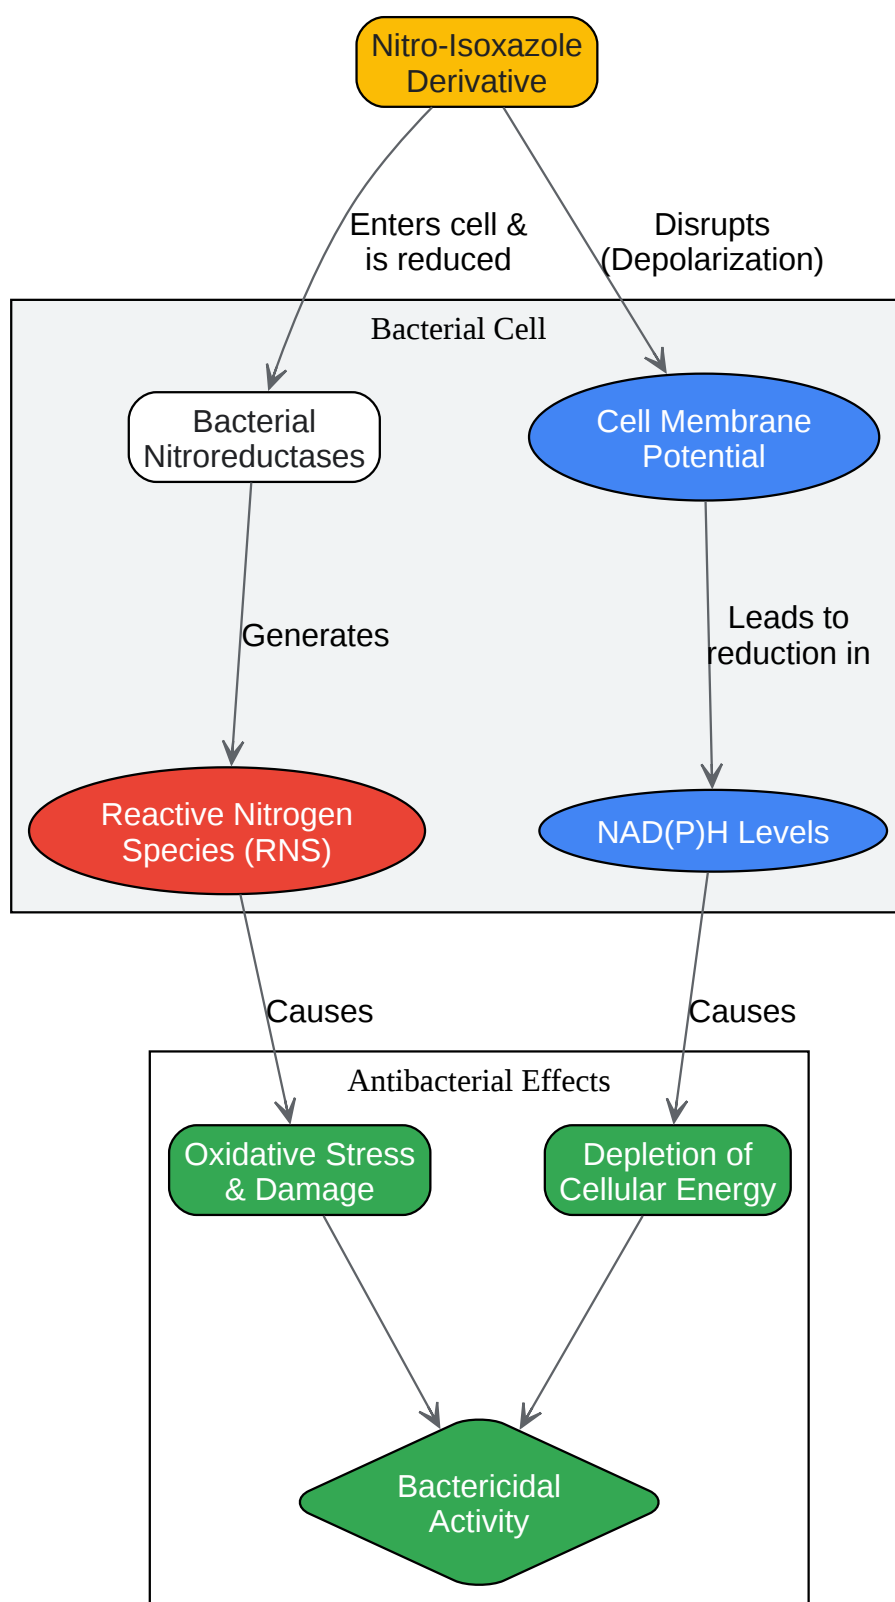 Nitro-Isoxazole
Derivative
Enters cell &
is reduced
Disrupts
(Depolarization)
Bacterial Cell
Bacterial
Nitroreductases
Cell Membrane
Potential
Generates
Leads to
reduction in
Reactive Nitrogen
Species (RNS)
NAD(P)H Levels
Causes
Causes
Antibacterial Effects
Oxidative Stress
& Damage
Depletion of
Cellular Energy
Bactericidal
Activity